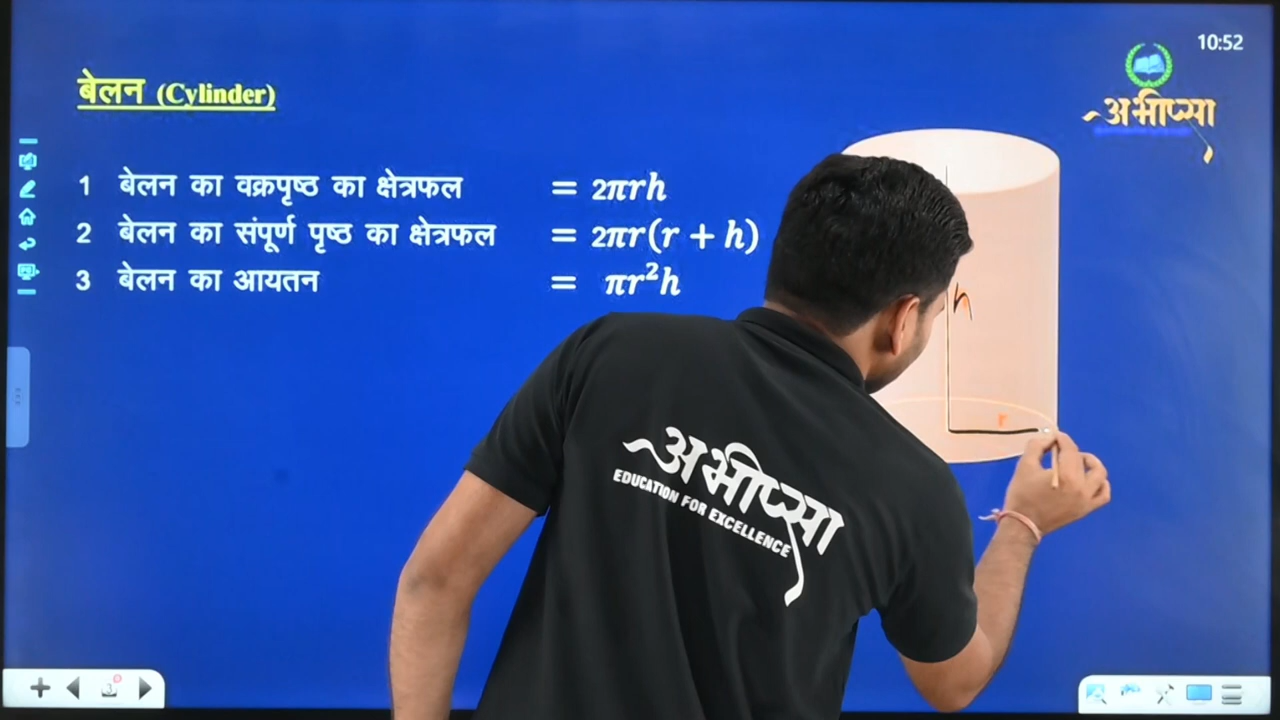 10:52
बेलन (Cylinder)
अभीप्सा
1 बेलन का वक्रपृष्ठ का क्षेत्रफल = 2πrh
2 बेलन का संपूर्ण पृष्ठ का क्षेत्रफल = 2πr(r + h)
3 बेलन का आयतन = πr²h
h
r
अभीप्सा
EDUCATION FOR EXCELLENCE